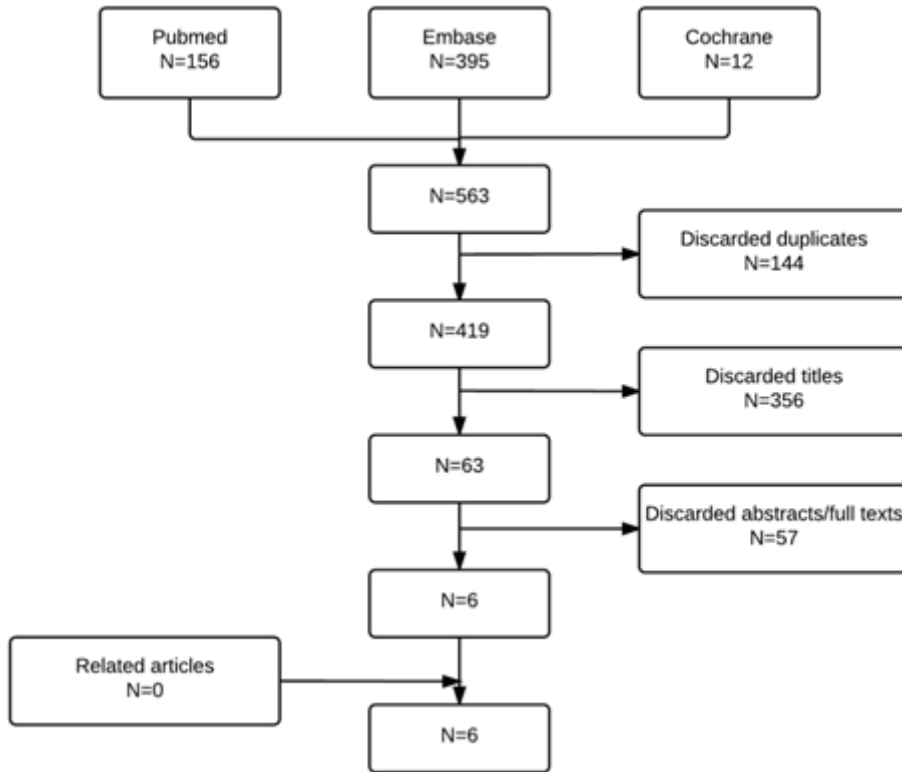 Pubmed
N=156
Embase
N=395
Cochrane
N=12
N=563
Discarded duplicates
N=144
N=419
Discarded titles
N=356
N=63
Discarded abstracts/full texts
N=57
N=6
Related articles
N=0
N=6